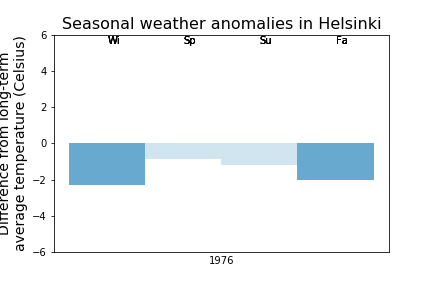 Seasonal weather anomalies in Helsinki
Wi Sp Su Fa
Difference from long-term
average temperature (Celsius)
6
4
2
0
−2
−4
−6
1976